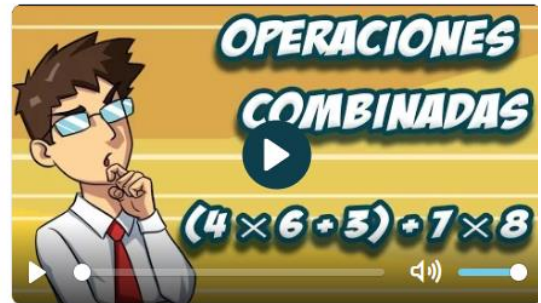 OPERACIONES
COMBINADAS
(4 × 6 + 3) + 7 × 8